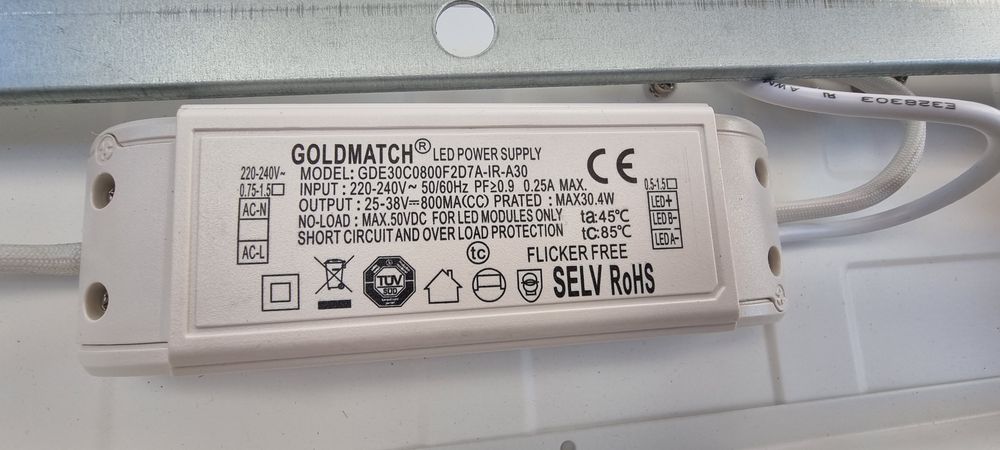 GOLDMATCH® LED POWER SUPPLY
MODEL: GDE30C0800F2D7A-IR-A30
INPUT : 220-240V~ 50/60Hz PF≥0.9 0.25A MAX.
OUTPUT : 25-38V⎓800MA(CC) PRATED : MAX30.4W
NO-LOAD : MAX.50VDC FOR LED MODULES ONLY
SHORT CIRCUIT AND OVER LOAD PROTECTION
ta:45℃
tc:85℃
CE
220-240V~
0.75-1.5
AC-N
AC-L
0.5-1.5
LED+
LED B-
LED A-
tc
FLICKER FREE
TÜV
SÜD
SELV RoHS
E328303
AWM